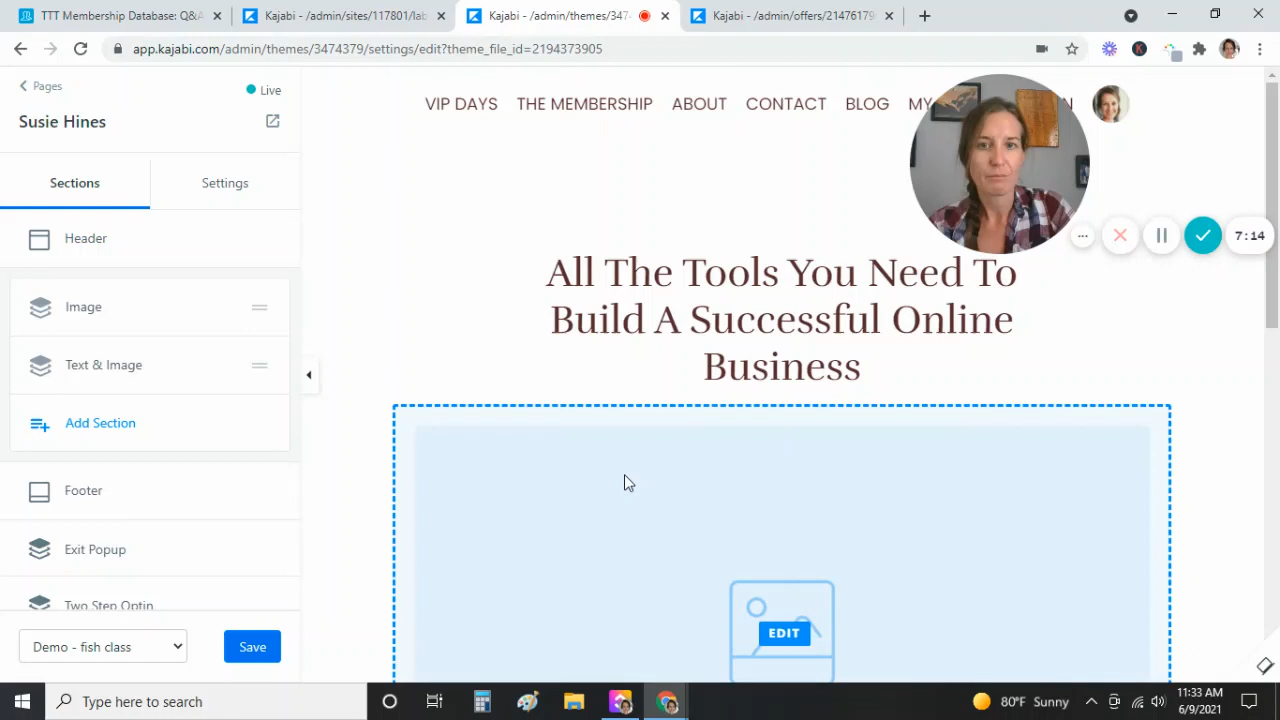 TTT Membership Database: Q&A
Kajabi - /admin/sites/117801/lab
Kajabi - /admin/themes/347
Kajabi - /admin/offers/21476179
app.kajabi.com/admin/themes/3474379/settings/edit?theme_file_id=2194373905
Pages
Live
Susie Hines
Sections
Settings
Header
Image
Text & Image
Add Section
Footer
Exit Popup
Two Step Optin
Demo - fish class
Save
VIP DAYS
THE MEMBERSHIP
ABOUT
CONTACT
BLOG
MY
N
7:14
All The Tools You Need To
Build A Successful Online
Business
EDIT
Type here to search
80°F Sunny
11:33 AM
6/9/2021